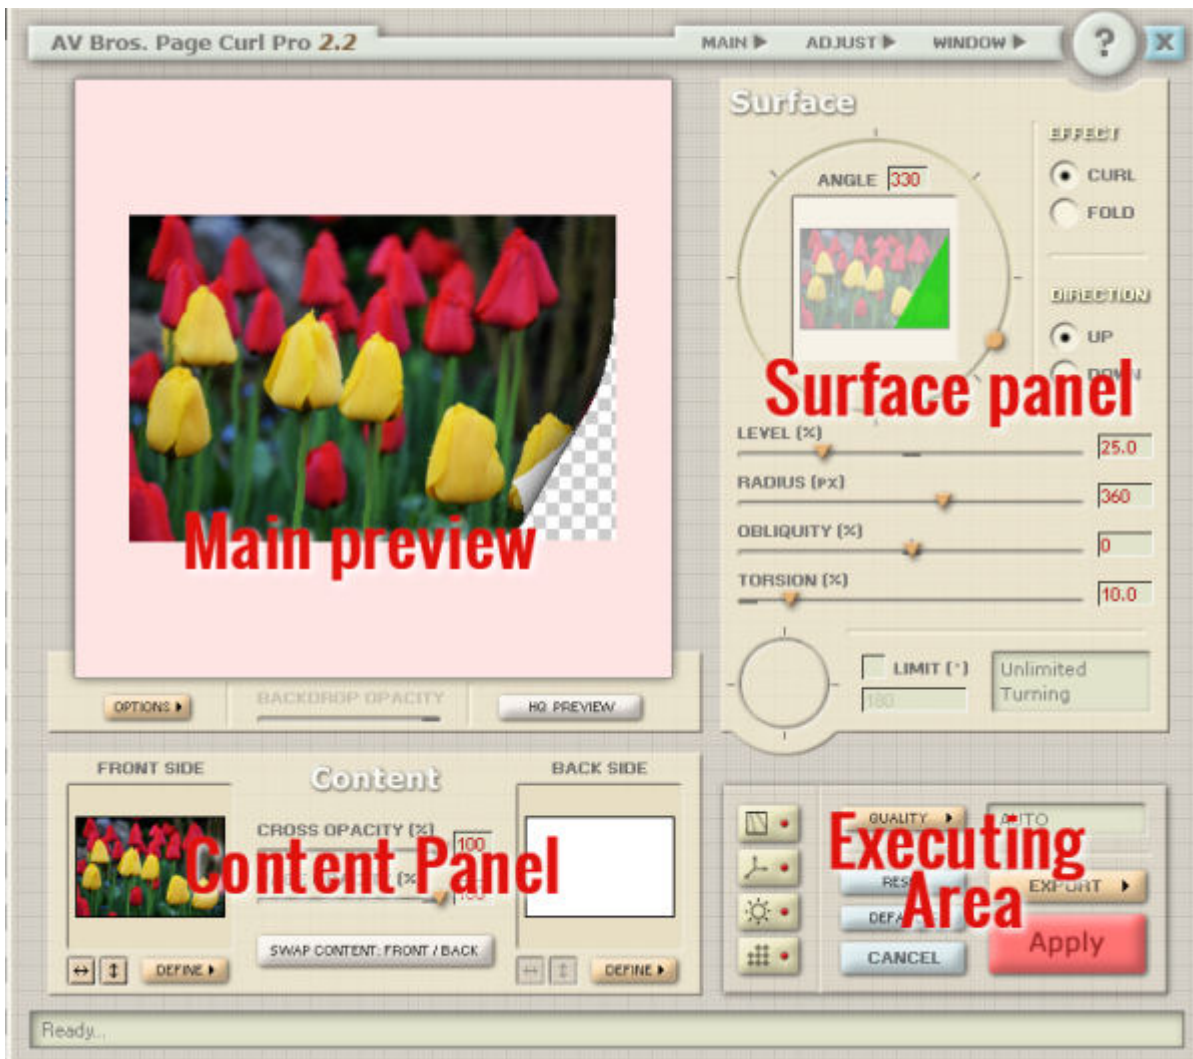 AV Bros. Page Curl Pro 2.2
MAIN
ADJUST
WINDOW
?
X
Surface
ANGLE 330
EFFECT
CURL
FOLD
DIRECTION
UP
DOWN
Surface panel
LEVEL (%)
25.0
RADIUS (PX)
360
OBLIQUITY (%)
0
TORSION (%)
10.0
Main preview
LIMIT (°)
180
Unlimited
Turning
OPTIONS
BACKDROP OPACITY
HQ PREVIEW
FRONT SIDE
Content
BACK SIDE
CROSS OPACITY (%)
100
Content Panel
100
SWAP CONTENT: FRONT / BACK
DEFINE
DEFINE
QUALITY
AUTO
Executing
Area
EXPORT
CANCEL
Apply
Ready...